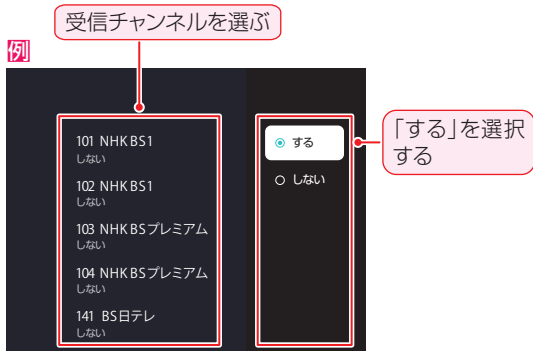 受信チャンネルを選ぶ
例
101 NHK BS1
しない
102 NHK BS1
しない
103 NHK BSプレミアム
しない
104 NHK BSプレミアム
しない
141 BS日テレ
しない
する
しない
「する」を選択
する